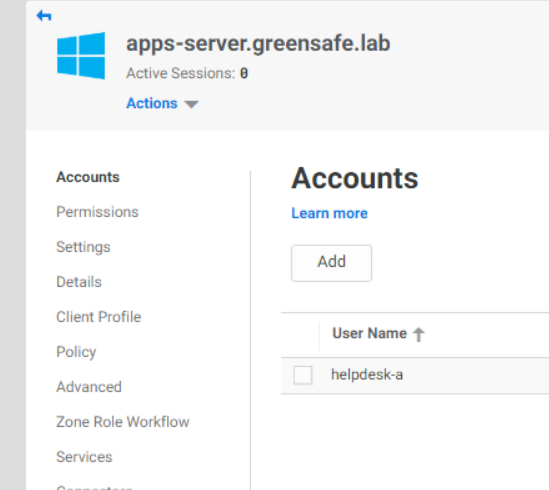 apps-server.greensafe.lab
Active Sessions: 0
Actions
Accounts
Permissions
Settings
Details
Client Profile
Policy
Advanced
Zone Role Workflow
Services
Connectors
Accounts
Learn more
Add
User Name
helpdesk-a